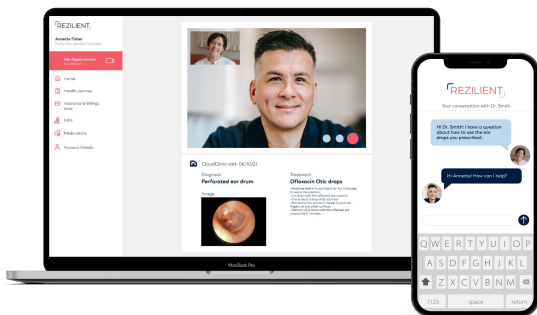 REZILIENT
Annette Fisher
My Appointment
Home
Health Journey
Insurance & Billings
Labs
Medications
Account Details
CloudClinic visit: 06/10/21
Diagnosis
Perforated ear drum
Image
Treatment
Ofloxacin Otic drops
MacBook Pro
REZILIENT
Your conversation with Dr. Smith
Hi Dr. Smith! I have a question
about how to use the ear
drops you prescribed.
Hi Annette! How can I help?
Q W E R T Y U I O P
A S D F G H J K L
Z X C V B N M
.?123 space return